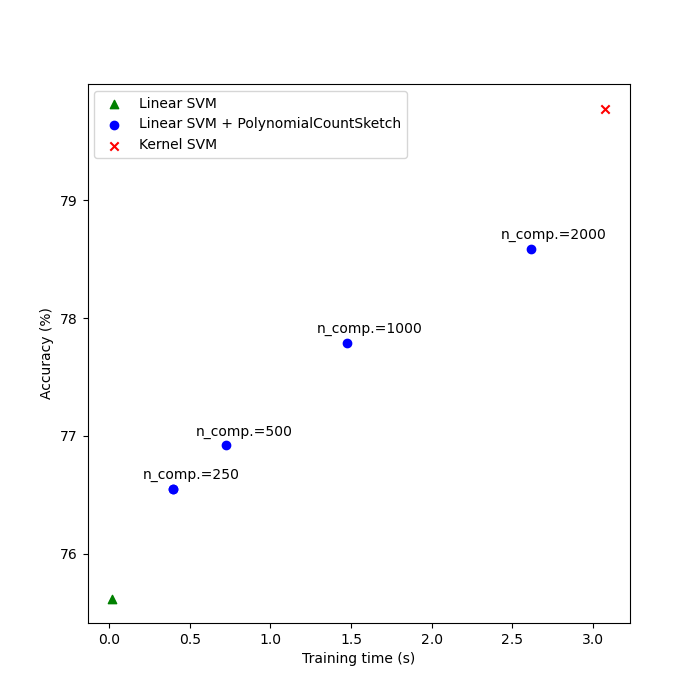 Linear SVM
Linear SVM + PolynomialCountSketch
Kernel SVM
79
n_comp.=2000
78
n_comp.=1000
Accuracy (%)
77
n_comp.=500
n_comp.=250
76
0.0 0.5 1.0 1.5 2.0 2.5 3.0
Training time (s)